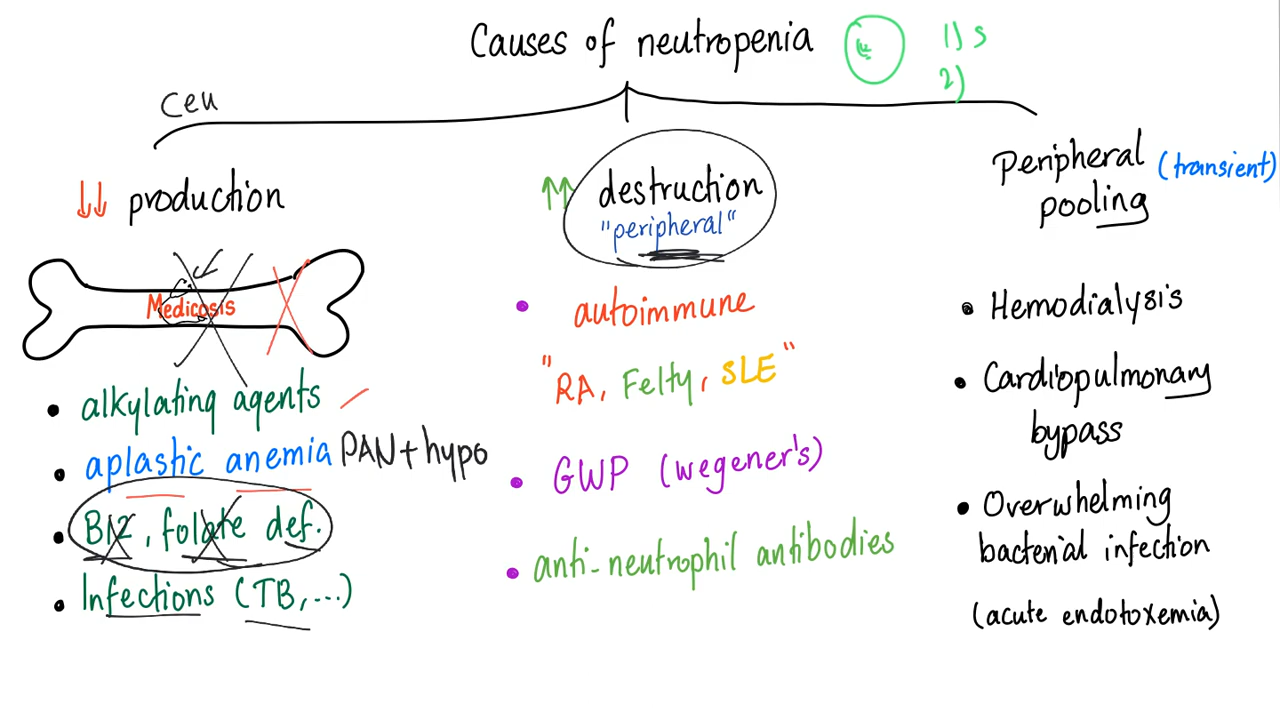 Causes of neutropenia
1) S
2)
Cell
↓↓ production
Medicosis
• alkylating agents
• aplastic anemia PAN + hypo
• B12, folate def.
• Infections (TB, ...)
↑↑ destruction
"peripheral"
• autoimmune
"RA, Felty, SLE"
• GWP (wegener's)
• anti-neutrophil antibodies
Peripheral (transient)
pooling
• Hemodialysis
• Cardiopulmonary
bypass
• Overwhelming
bacterial infection
(acute endotoxemia)